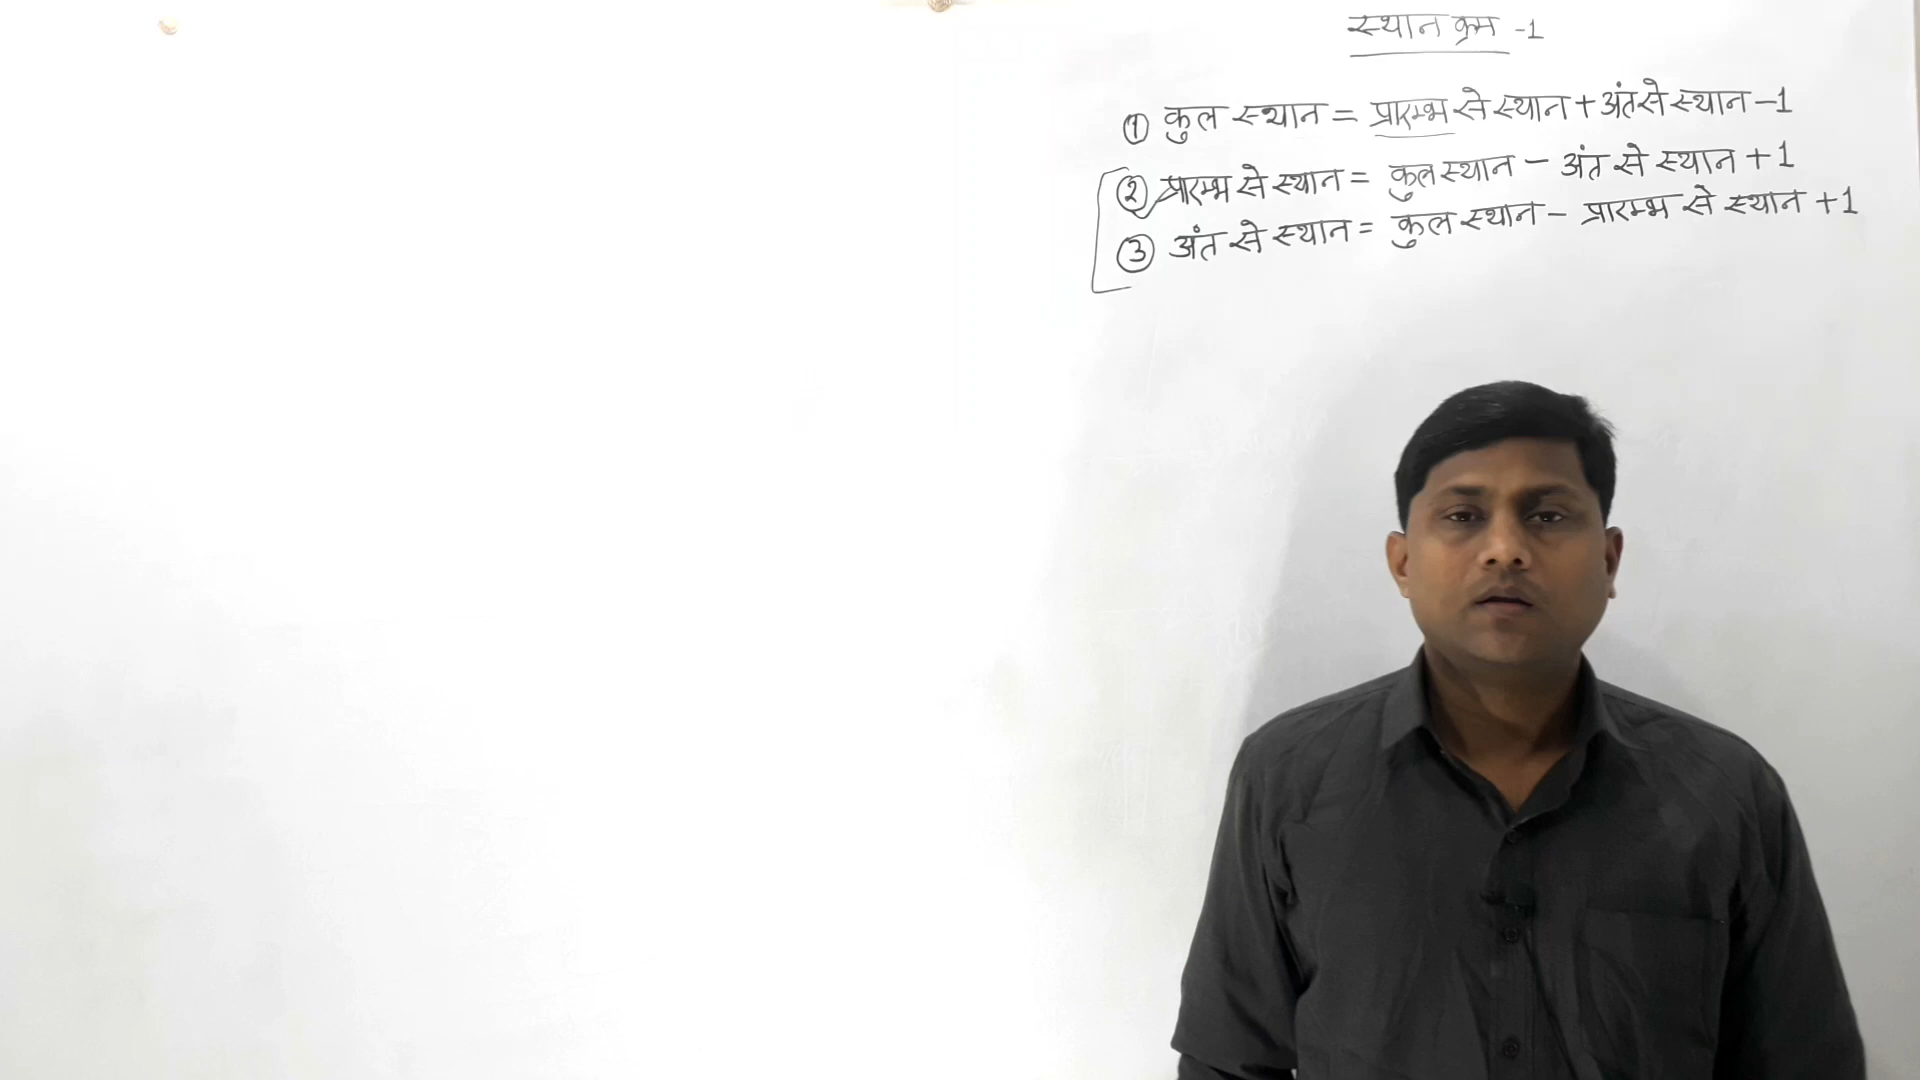 स्थान क्रम -1
① कुल स्थान = प्रारम्भ से स्थान + अंत से स्थान - 1
② प्रारम्भ से स्थान = कुल स्थान - अंत से स्थान + 1
③ अंत से स्थान = कुल स्थान - प्रारम्भ से स्थान + 1